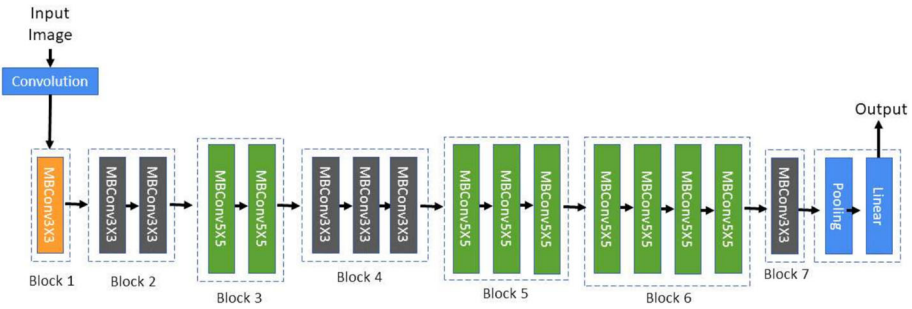 Input
Image
Convolution
Output
MBConv3X3
MBConv3X3
MBConv3X3
MBConv5X5
MBConv5X5
MBConv3X3
MBConv3X3
MBConv3X3
MBConv5X5
MBConv5X5
MBConv5X5
MBConv5X5
MBConv5X5
MBConv5X5
MBConv5X5
MBConv3X3
Pooling
Linear
Block 1
Block 2
Block 3
Block 4
Block 5
Block 6
Block 7